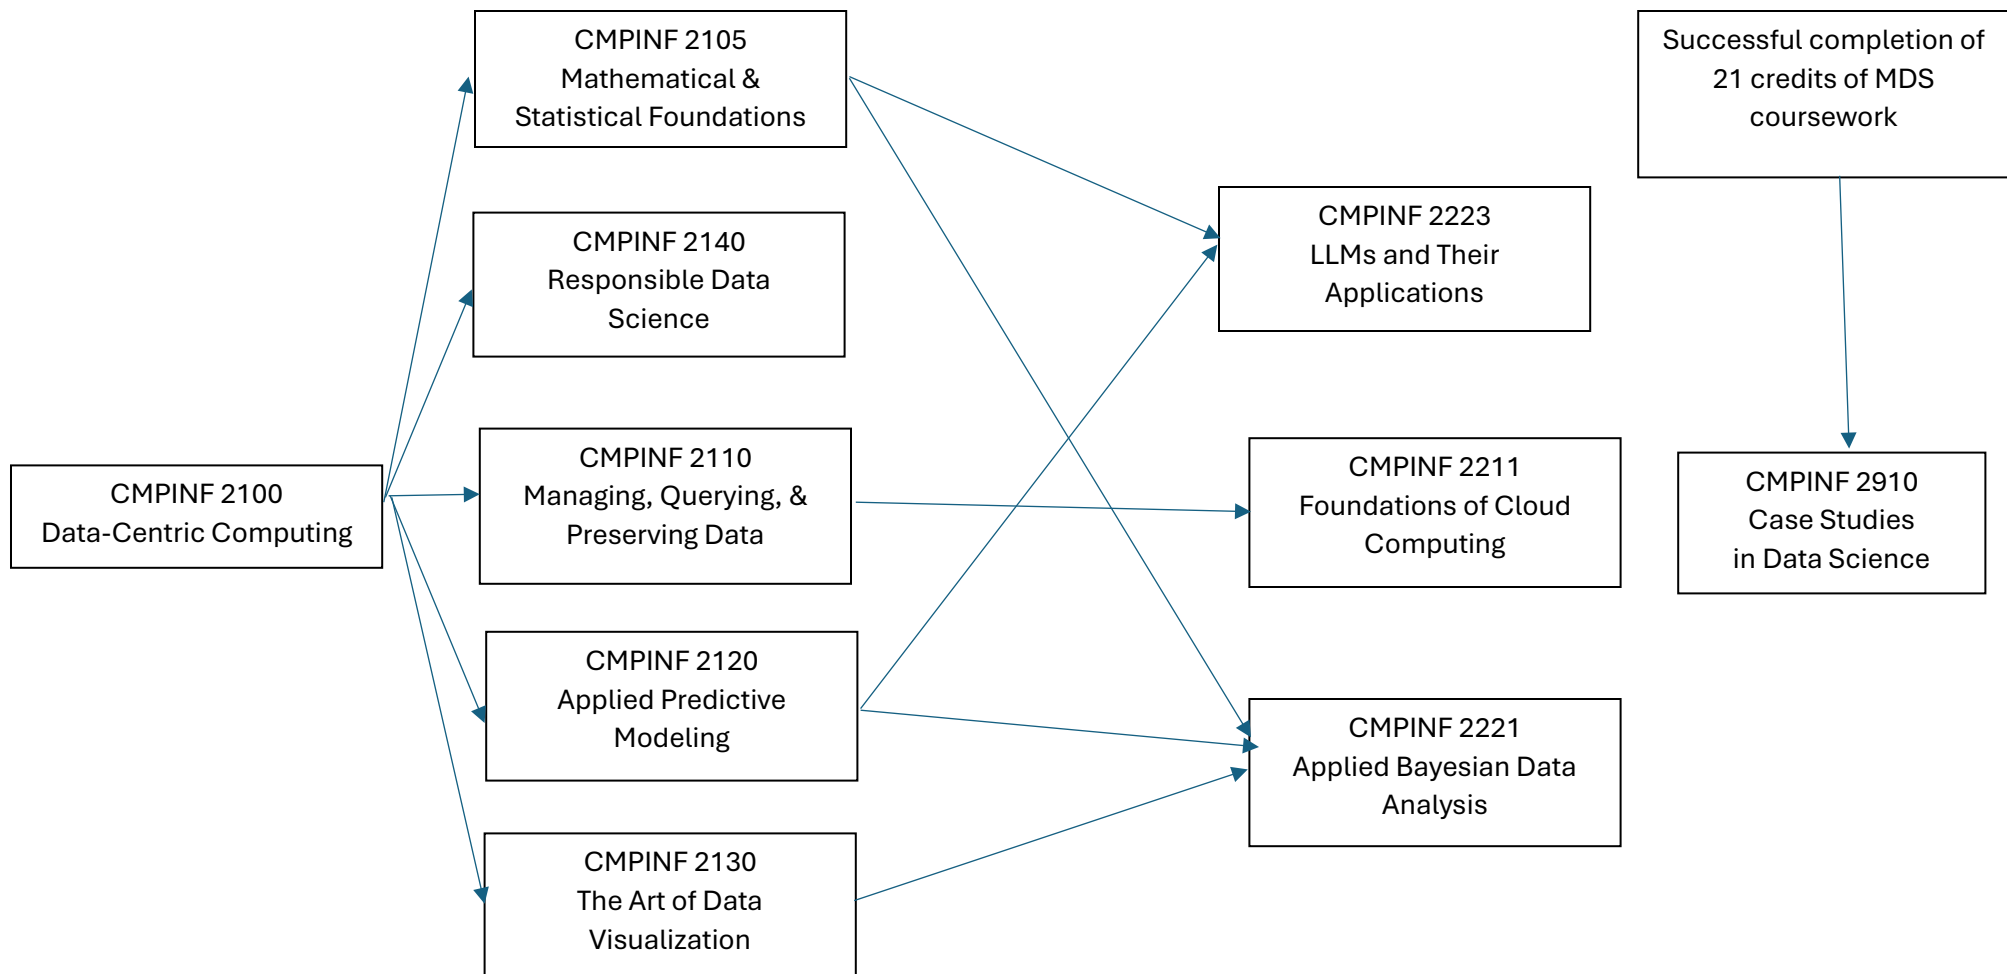 CMPINF 2100
Data-Centric Computing
CMPINF 2105
Mathematical &
Statistical Foundations
CMPINF 2140
Responsible Data
Science
CMPINF 2110
Managing, Querying, &
Preserving Data
CMPINF 2120
Applied Predictive
Modeling
CMPINF 2130
The Art of Data
Visualization
CMPINF 2223
LLMs and Their
Applications
CMPINF 2211
Foundations of Cloud
Computing
CMPINF 2221
Applied Bayesian Data
Analysis
Successful completion of
21 credits of MDS
coursework
CMPINF 2910
Case Studies
in Data Science